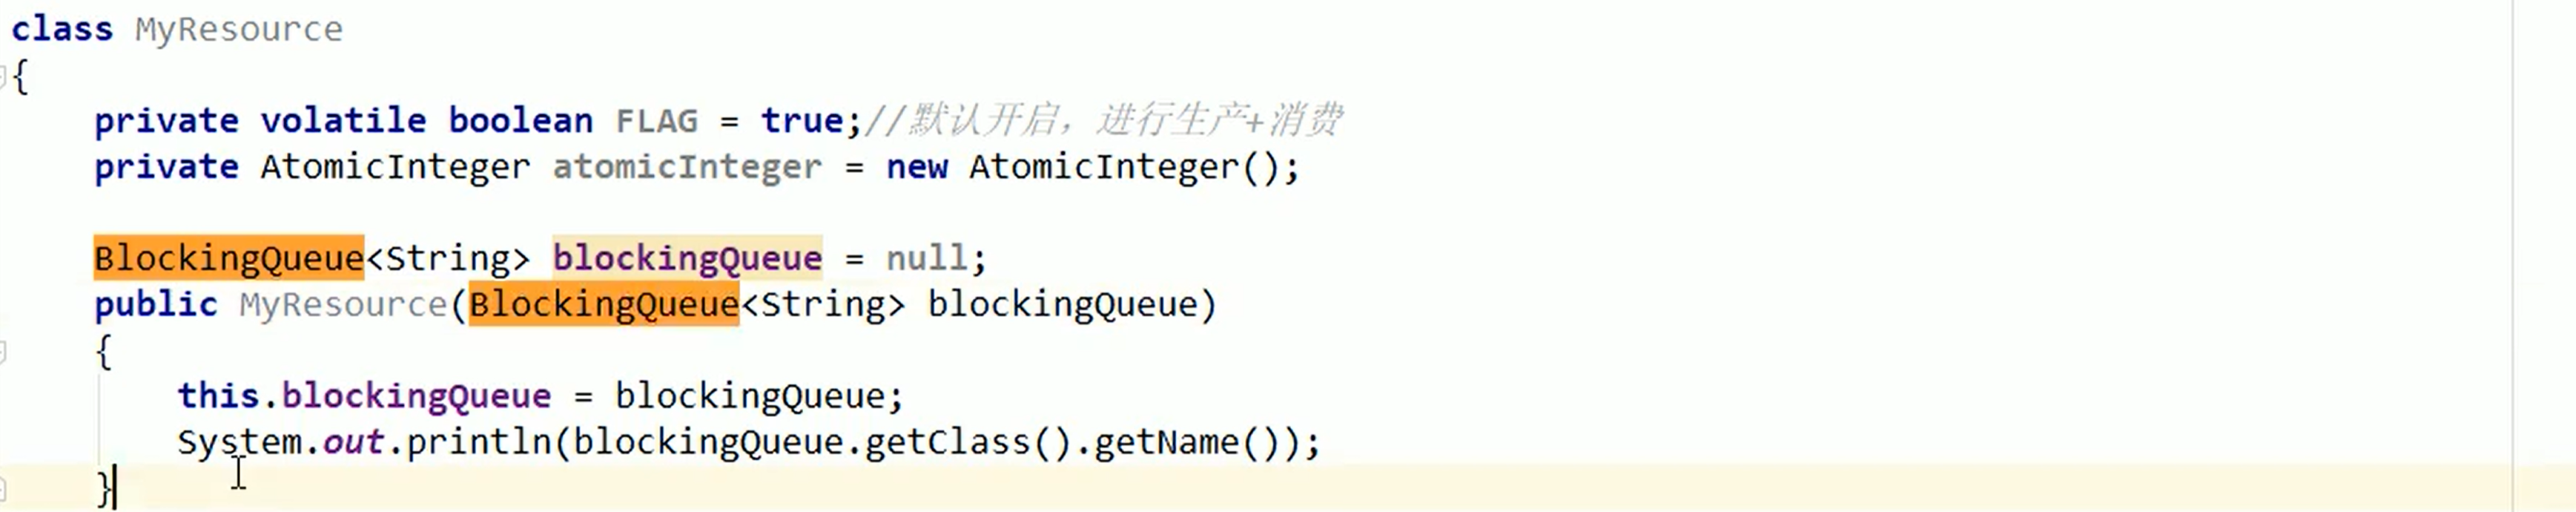 class MyResource
{
    private volatile boolean FLAG = true;//默认开启，进行生产+消费
    private AtomicInteger atomicInteger = new AtomicInteger();
    BlockingQueue<String> blockingQueue = null;
    public MyResource(BlockingQueue<String> blockingQueue)
    {
        this.blockingQueue = blockingQueue;
        System.out.println(blockingQueue.getClass().getName());
    }